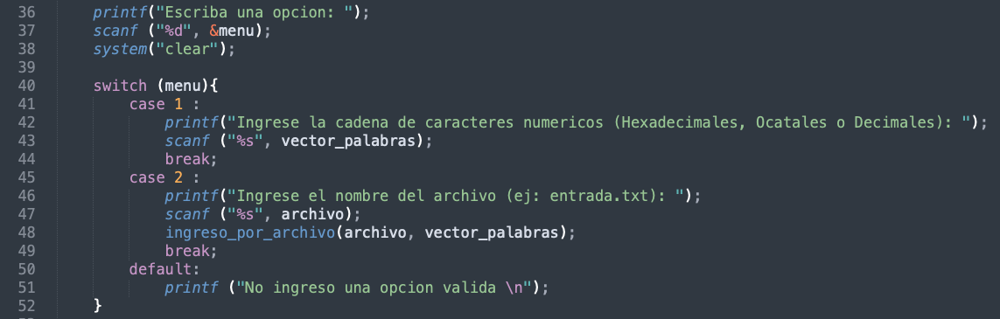 36 printf("Escriba una opcion: ");
37 scanf ("%d", &menu);
38 system("clear");
39
40 switch (menu){
41 case 1 :
42 printf("Ingrese la cadena de caracteres numericos (Hexadecimales, Ocatales o Decimales): ");
43 scanf ("%s", vector_palabras);
44 break;
45 case 2 :
46 printf("Ingrese el nombre del archivo (ej: entrada.txt): ");
47 scanf ("%s", archivo);
48 ingreso_por_archivo(archivo, vector_palabras);
49 break;
50 default:
51 printf ("No ingreso una opcion valida \n");
52 }